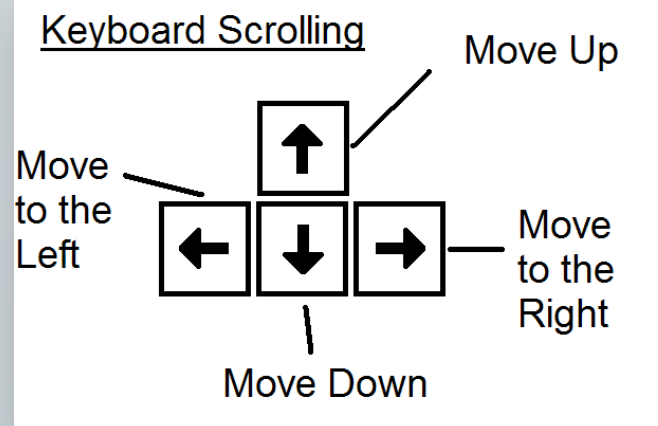 Keyboard Scrolling
Move Up
Move
to the
Left
Move
to the
Right
Move Down